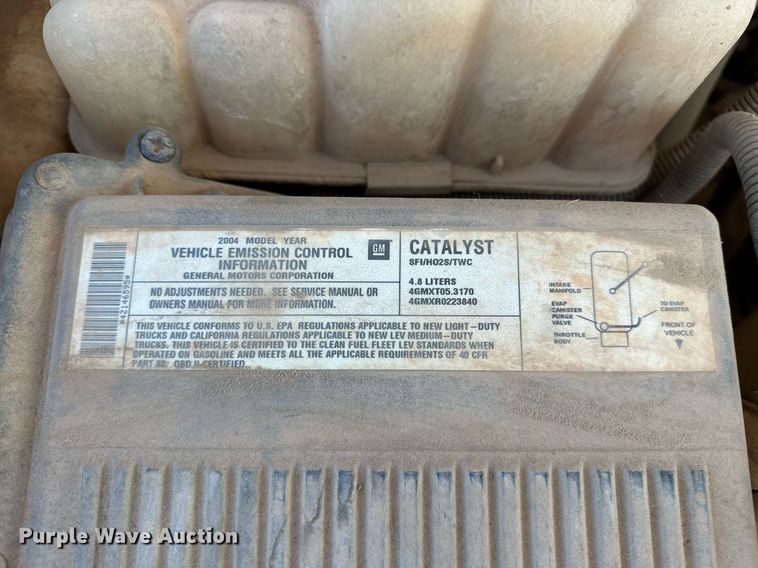 2004 MODEL YEAR
VEHICLE EMISSION CONTROL
INFORMATION
GENERAL MOTORS CORPORATION
GM
NO ADJUSTMENTS NEEDED. SEE SERVICE MANUAL OR
OWNERS MANUAL FOR MORE INFORMATION.
CATALYST
SFI/HO2S/TWC
4.8 LITERS
4GMXT05.3170
4GMXR0223840
THIS VEHICLE CONFORMS TO U.S. EPA REGULATIONS APPLICABLE TO NEW LIGHT-DUTY
TRUCKS AND CALIFORNIA REGULATIONS APPLICABLE TO NEW LEV MEDIUM-DUTY
TRUCKS. THIS VEHICLE IS CERTIFIED TO THE CLEAN FUEL FLEET LEV STANDARDS WHEN
OPERATED ON GASOLINE AND MEETS ALL THE APPLICABLE REQUIREMENTS OF 40 CFR
PART 88. OBD II CERTIFIED.
INTAKE
MANIFOLD
EVAP
CANISTER
PURGE
VALVE
THROTTLE
BODY
TO EVAP
CANISTER
FRONT OF
VEHICLE
Purple Wave Auction